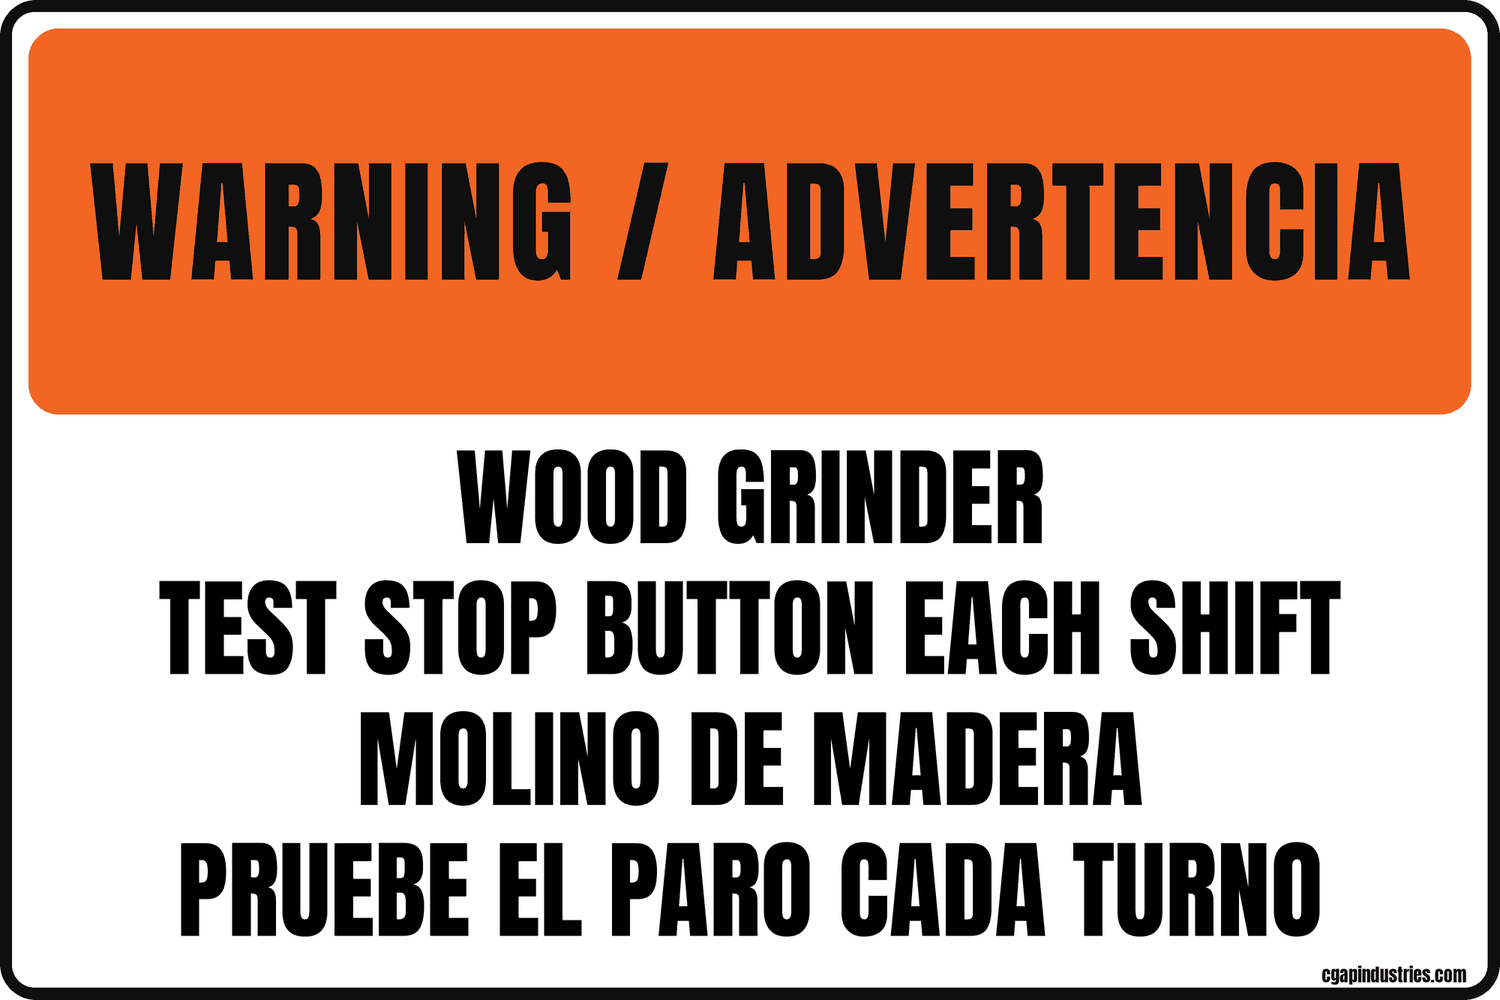 WARNING / ADVERTENCIA
WOOD GRINDER
TEST STOP BUTTON EACH SHIFT
MOLINO DE MADERA
PRUEBE EL PARO CADA TURNO
cgapindustries.com